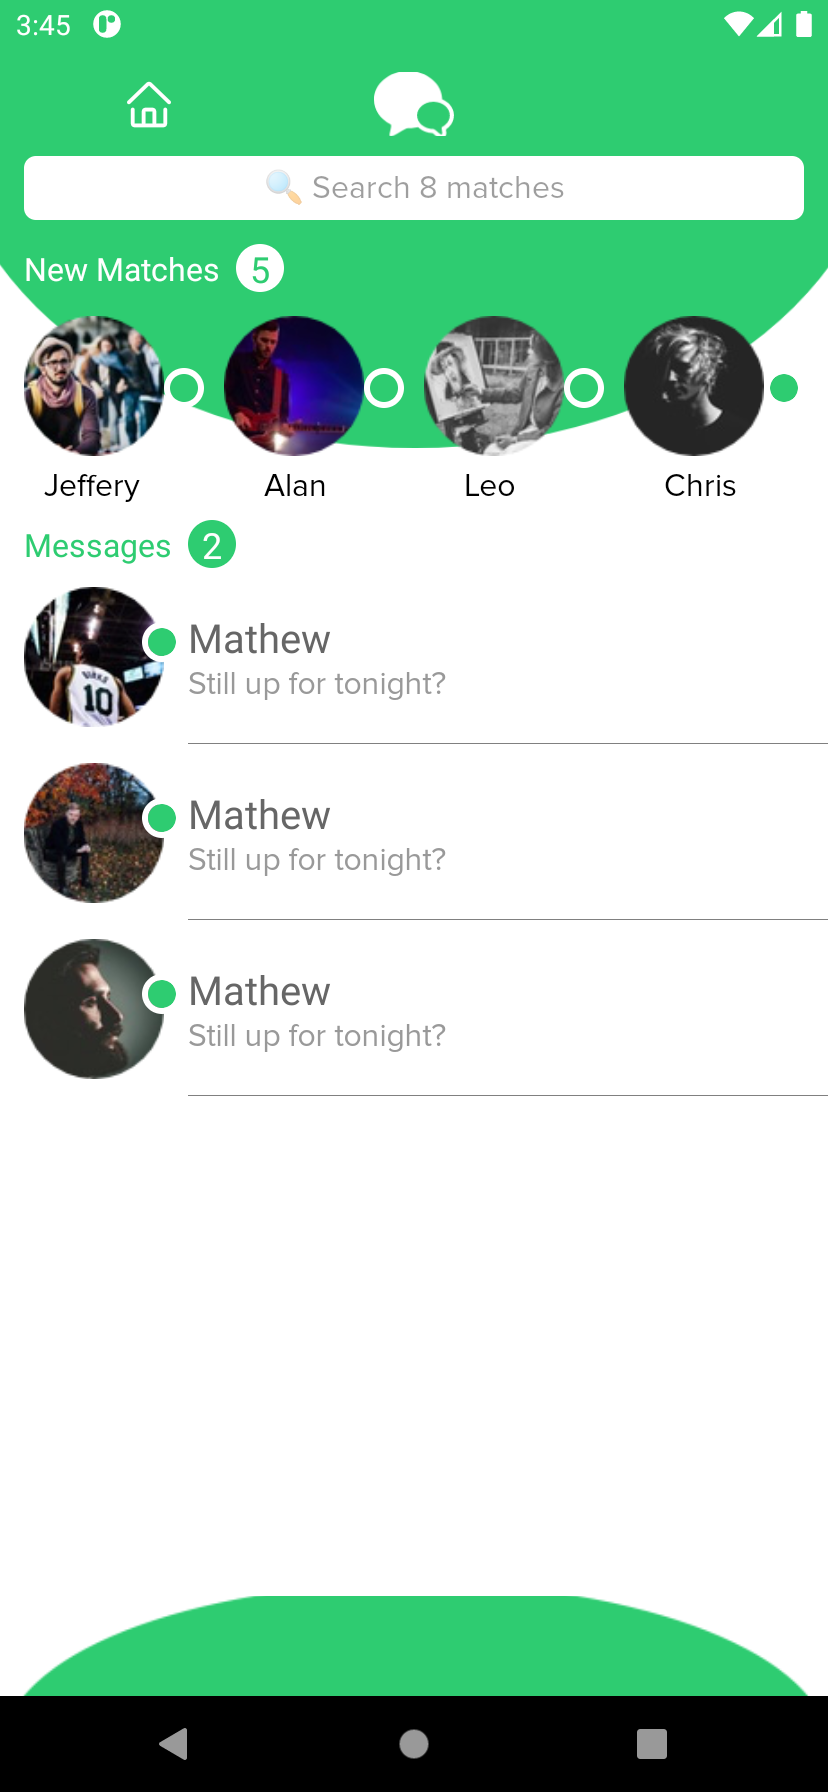 3:45
🔍 Search 8 matches
New Matches 5
Jeffery Alan Leo Chris
Messages 2
10
Mathew
Still up for tonight?
Mathew
Still up for tonight?
Mathew
Still up for tonight?